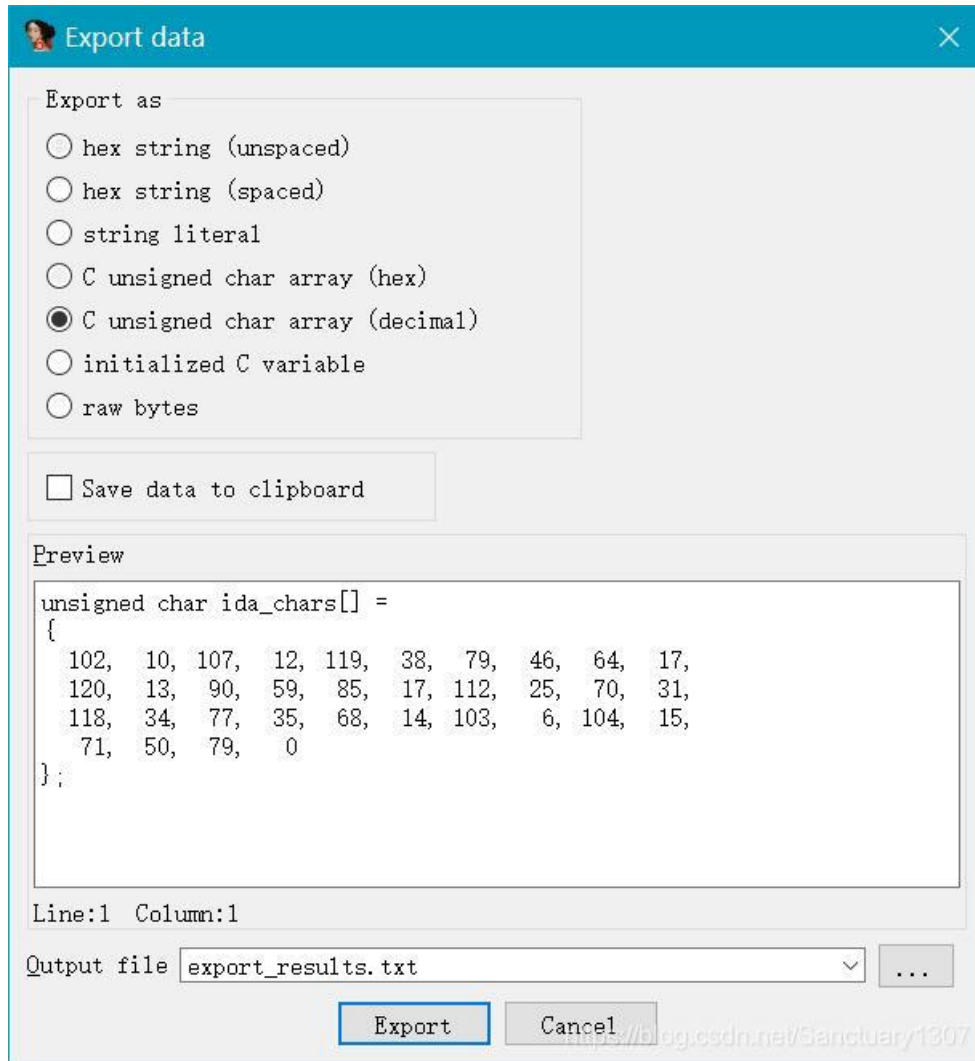 Export data
Export as
hex string (unspaced)
hex string (spaced)
string literal
C unsigned char array (hex)
C unsigned char array (decimal)
initialized C variable
raw bytes
Save data to clipboard
Preview
unsigned char ida_chars[] =
{
102, 10, 107, 12, 119, 38, 79, 46, 64, 17,
120, 13, 90, 59, 85, 17, 112, 25, 70, 31,
118, 34, 77, 35, 68, 14, 103, 6, 104, 15,
71, 50, 79, 0
};
Line:1 Column:1
Output file export_results.txt ...
Export Cancel
https://blog.csdn.net/Sanctuary1307